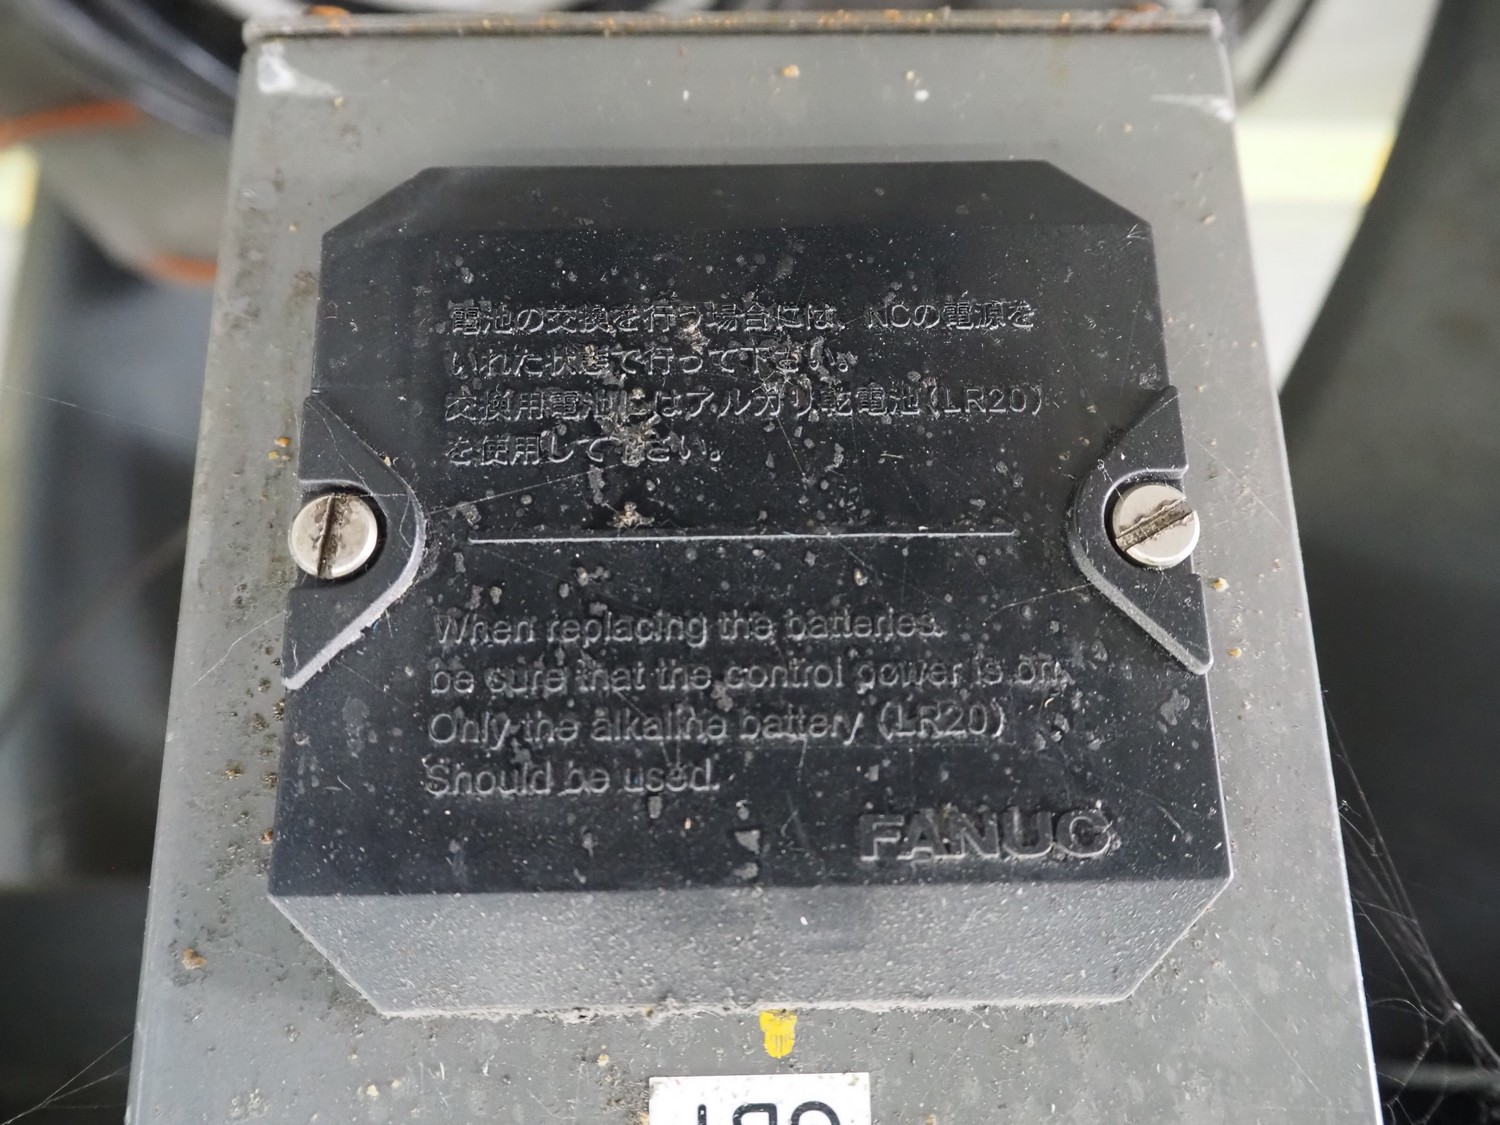 電池の交換を行う場合には、NCの電源を
いれた状態で行って下さい。
交換用電池にはアルカリ乾電池(LR20)
を使用して下さい。
When replacing the batteries.
be sure that the control power is on.
Only the alkaline battery (LR20)
Should be used.
FANUC